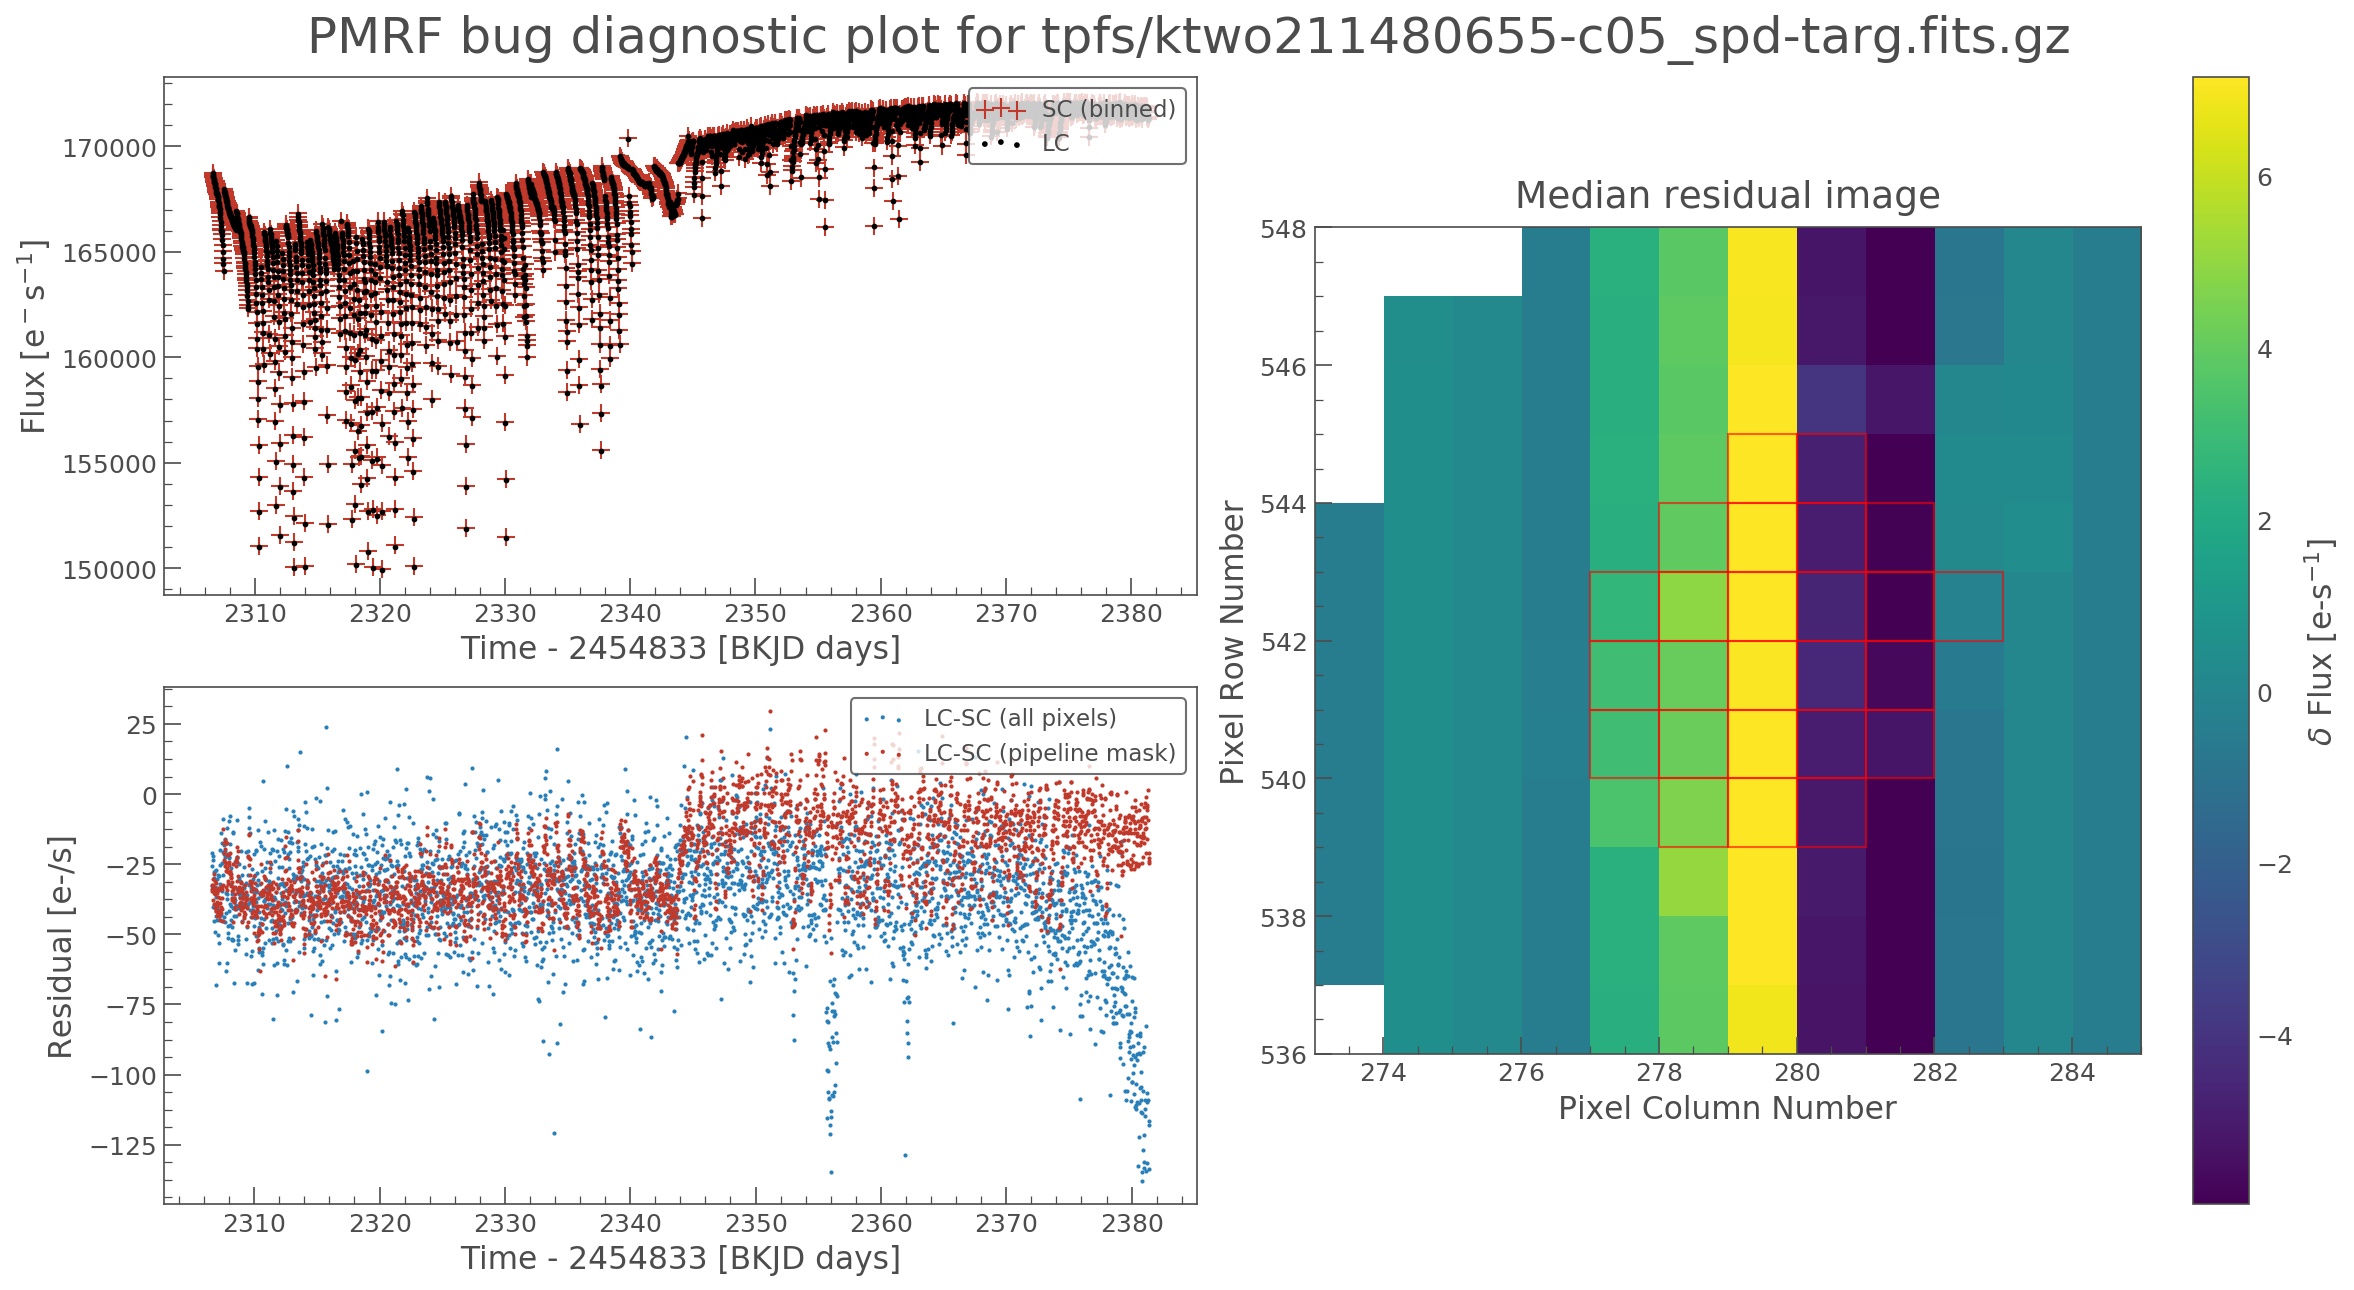 PMRF bug diagnostic plot for tpfs/ktwo211480655-c05_spd-targ.fits.gz
SC (binned)
LC
170000
165000
160000
155000
150000
Flux [e⁻ s⁻¹]
2310 2320 2330 2340 2350 2360 2370 2380
Time - 2454833 [BKJD days]
LC-SC (all pixels)
LC-SC (pipeline mask)
25
0
−25
−50
−75
−100
−125
Residual [e-/s]
2310 2320 2330 2340 2350 2360 2370 2380
Time - 2454833 [BKJD days]
Median residual image
548
546
544
542
540
538
536
Pixel Row Number
274 276 278 280 282 284
Pixel Column Number
6
4
2
0
−2
−4
δ Flux [e-s⁻¹]